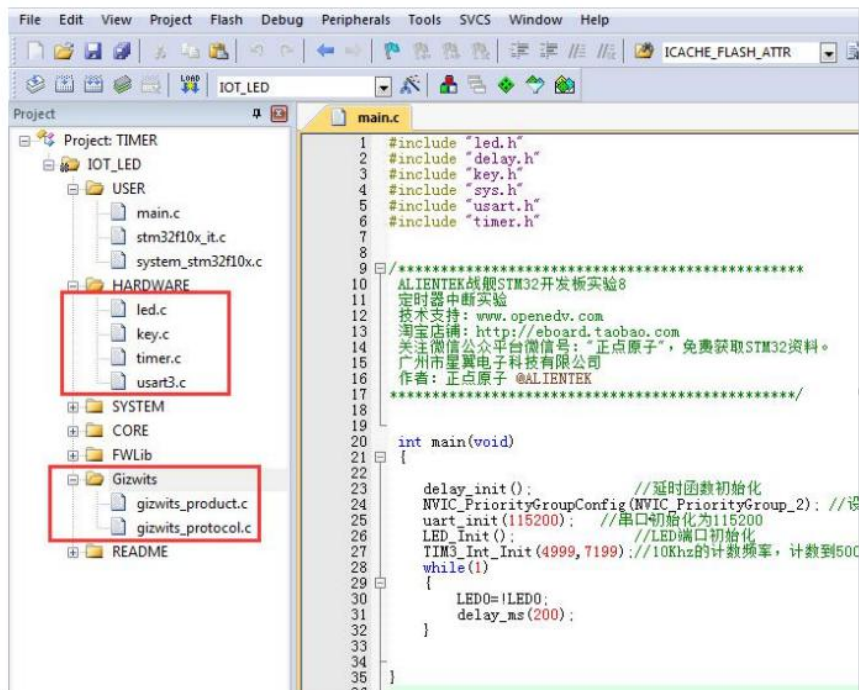 File Edit View Project Flash Debug Peripherals Tools SVCS Window Help
ICACHE_FLASH_ATTR
LOAD IOT_LED
Project
main.c
Project: TIMER
IOT_LED
USER
main.c
stm32f10x_it.c
system_stm32f10x.c
HARDWARE
led.c
key.c
timer.c
usart3.c
SYSTEM
CORE
FWLib
Gizwits
gizwits_product.c
gizwits_protocol.c
README
1 #include "led.h"
2 #include "delay.h"
3 #include "key.h"
4 #include "sys.h"
5 #include "usart.h"
6 #include "timer.h"
7
8
9 /************************************************
10 ALIENTEK战舰STM32开发板实验8
11 定时器中断实验
12 技术支持：www.openedv.com
13 淘宝店铺：http://eboard.taobao.com
14 关注微信公众平台微信号："正点原子"，免费获取STM32资料。
15 广州市星翼电子科技有限公司
16 作者：正点原子 @ALIENTEK
17 ************************************************/
18
19
20 int main(void)
21 {
22
23 delay_init(); //延时函数初始化
24 NVIC_PriorityGroupConfig(NVIC_PriorityGroup_2); //设
25 uart_init(115200); //串口初始化为115200
26 LED_Init(); //LED端口初始化
27 TIM3_Int_Init(4999,7199);//10Khz的计数频率，计数到500
28 while(1)
29 {
30 LED0=!LED0;
31 delay_ms(200);
32 }
33
34
35 }